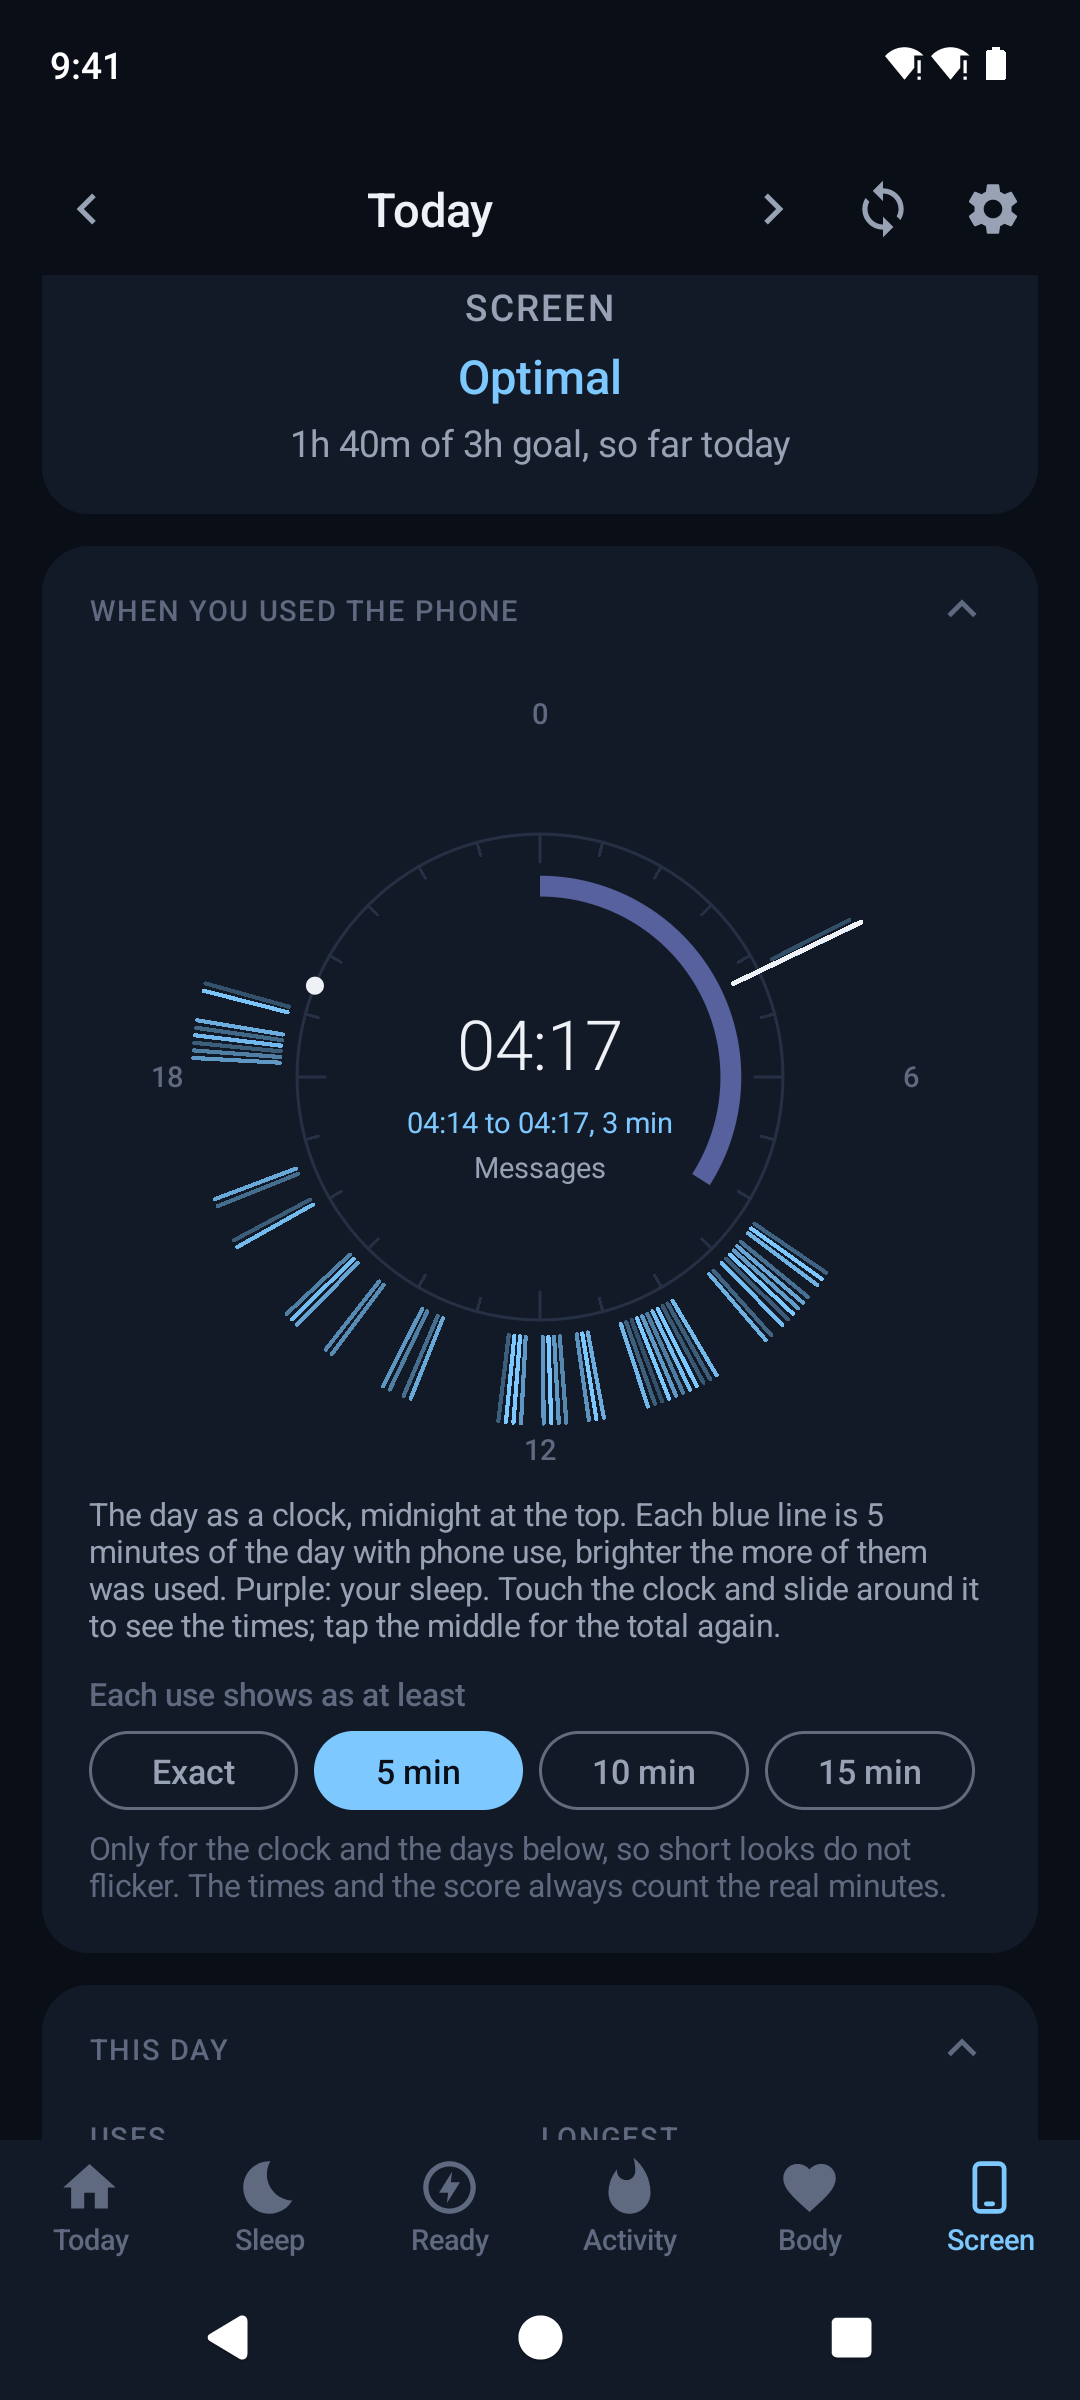 9:41
Today
SCREEN
Optimal
1h 40m of 3h goal, so far today
WHEN YOU USED THE PHONE
0
04:17
18
6
04:14 to 04:17, 3 min
Messages
12
The day as a clock, midnight at the top. Each blue line is 5
minutes of the day with phone use, brighter the more of them
was used. Purple: your sleep. Touch the clock and slide around it
to see the times; tap the middle for the total again.
Each use shows as at least
Exact
5 min
10 min
15 min
Only for the clock and the days below, so short looks do not
flicker. The times and the score always count the real minutes.
THIS DAY
USES
LONGEST
Today
Sleep
Ready
Activity
Body
Screen